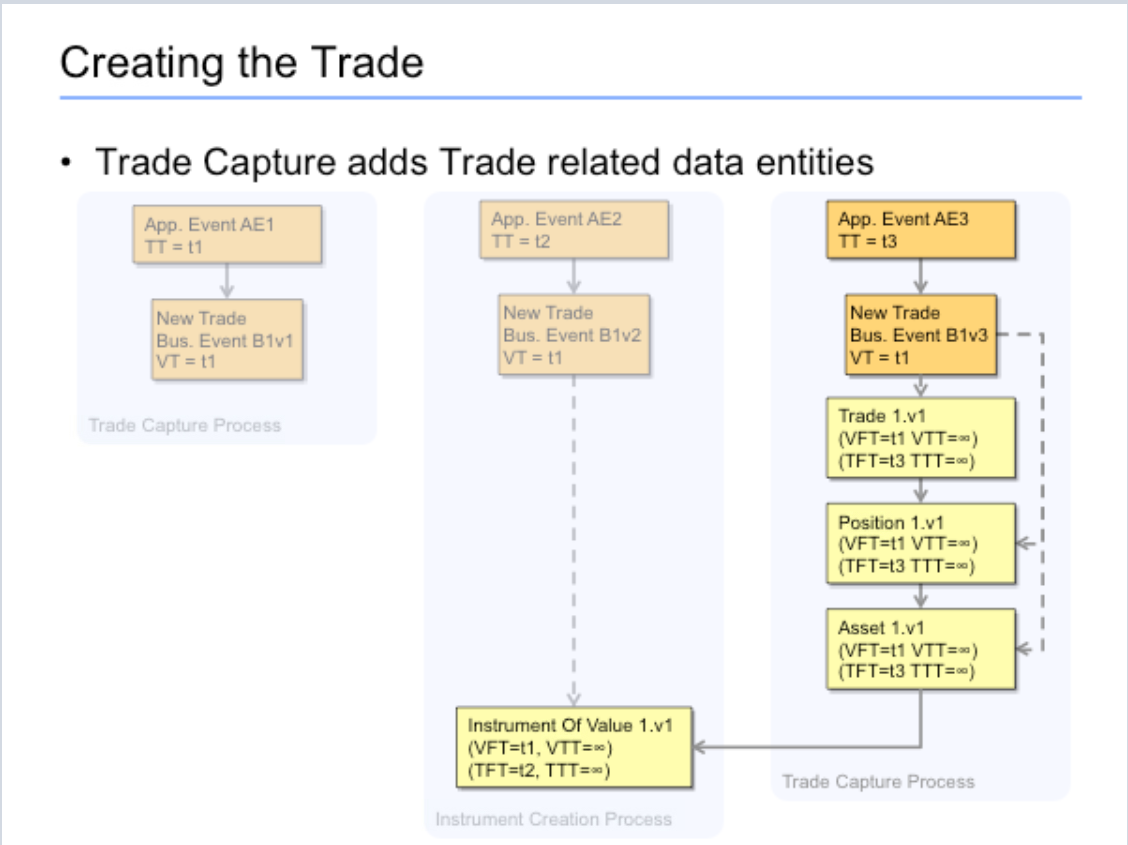 Creating the Trade
• Trade Capture adds Trade related data entities
App. Event AE1
TT = t1
New Trade
Bus. Event B1v1
VT = t1
Trade Capture Process
App. Event AE2
TT = t2
New Trade
Bus. Event B1v2
VT = t1
Instrument Of Value 1.v1
(VFT=t1, VTT=∞)
(TFT=t2, TTT=∞)
Instrument Creation Process
App. Event AE3
TT = t3
New Trade
Bus. Event B1v3
VT = t1
Trade 1.v1
(VFT=t1 VTT=∞)
(TFT=t3 TTT=∞)
Position 1.v1
(VFT=t1 VTT=∞)
(TFT=t3 TTT=∞)
Asset 1.v1
(VFT=t1 VTT=∞)
(TFT=t3 TTT=∞)
Trade Capture Process